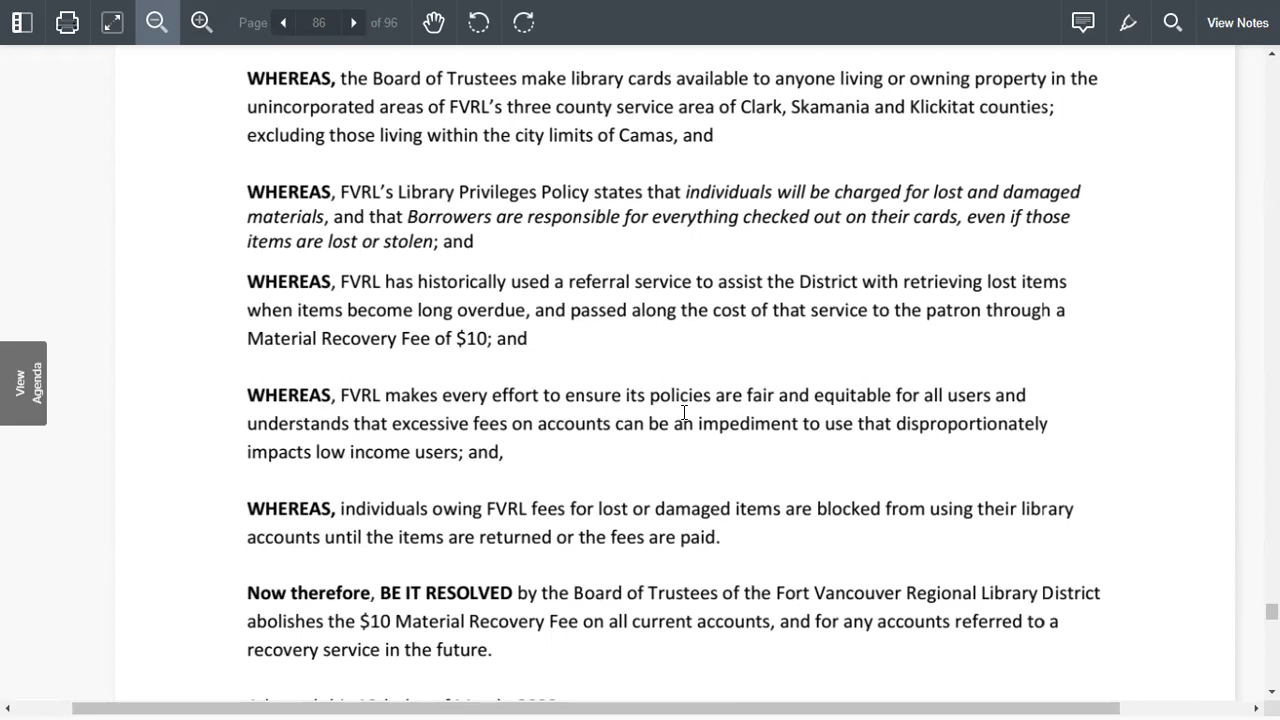 Page 86 of 96 View Notes
WHEREAS, the Board of Trustees make library cards available to anyone living or owning property in the
unincorporated areas of FVRL’s three county service area of Clark, Skamania and Klickitat counties;
excluding those living within the city limits of Camas, and
WHEREAS, FVRL’s Library Privileges Policy states that individuals will be charged for lost and damaged
materials, and that Borrowers are responsible for everything checked out on their cards, even if those
items are lost or stolen; and
WHEREAS, FVRL has historically used a referral service to assist the District with retrieving lost items
when items become long overdue, and passed along the cost of that service to the patron through a
Material Recovery Fee of $10; and
View
Agenda
WHEREAS, FVRL makes every effort to ensure its policies are fair and equitable for all users and
understands that excessive fees on accounts can be an impediment to use that disproportionately
impacts low income users; and,
WHEREAS, individuals owing FVRL fees for lost or damaged items are blocked from using their library
accounts until the items are returned or the fees are paid.
Now therefore, BE IT RESOLVED by the Board of Trustees of the Fort Vancouver Regional Library District
abolishes the $10 Material Recovery Fee on all current accounts, and for any accounts referred to a
recovery service in the future.